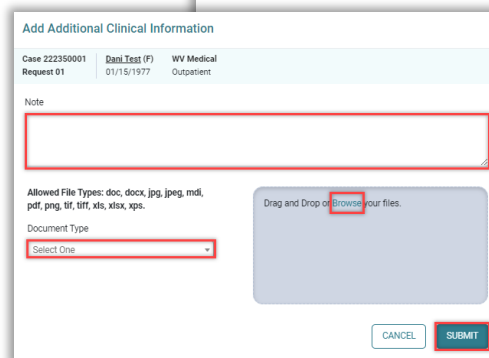 Add Additional Clinical Information
Case 222350001 Dani Test (F) WV Medical
Request 01 01/15/1977 Outpatient
Note
Allowed File Types: doc, docx, jpg, jpeg, mdi,
pdf, png, tif, tiff, xls, xlsx, xps.
Drag and Drop or Browse your files.
Document Type
Select One
CANCEL SUBMIT